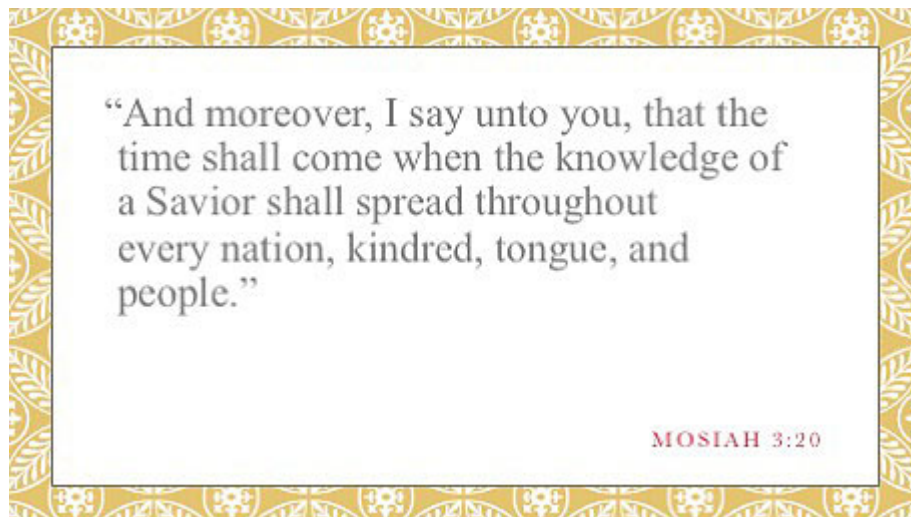 “And moreover, I say unto you, that the
time shall come when the knowledge of
a Savior shall spread throughout
every nation, kindred, tongue, and
people.”
MOSIAH 3:20